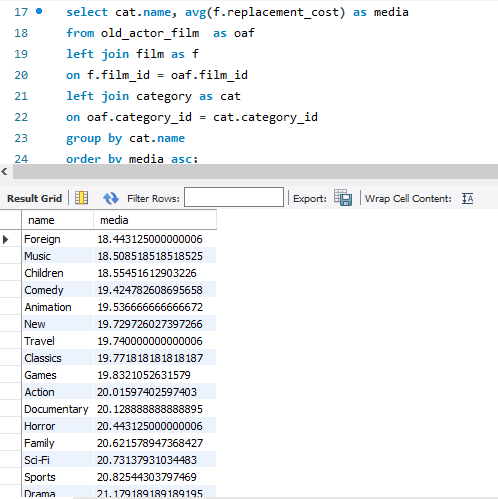 17 select cat.name, avg(f.replacement_cost) as media
18 from old_actor_film as oaf
19 left join film as f
20 on f.film_id = oaf.film_id
21 left join category as cat
22 on oaf.category_id = cat.category_id
23 group by cat.name
24 order by media asc;
Result Grid Filter Rows: Export: Wrap Cell Content: IA
name media
Foreign 18.443125000000006
Music 18.508518518518525
Children 18.55451612903226
Comedy 19.424782608695658
Animation 19.536666666666672
New 19.729726027397266
Travel 19.740000000000006
Classics 19.771818181818187
Games 19.8321052631579
Action 20.01597402597403
Documentary 20.128888888888895
Horror 20.443125000000006
Family 20.621578947368427
Sci-Fi 20.73137931034483
Sports 20.82544303797469
Drama 21.179189189189195